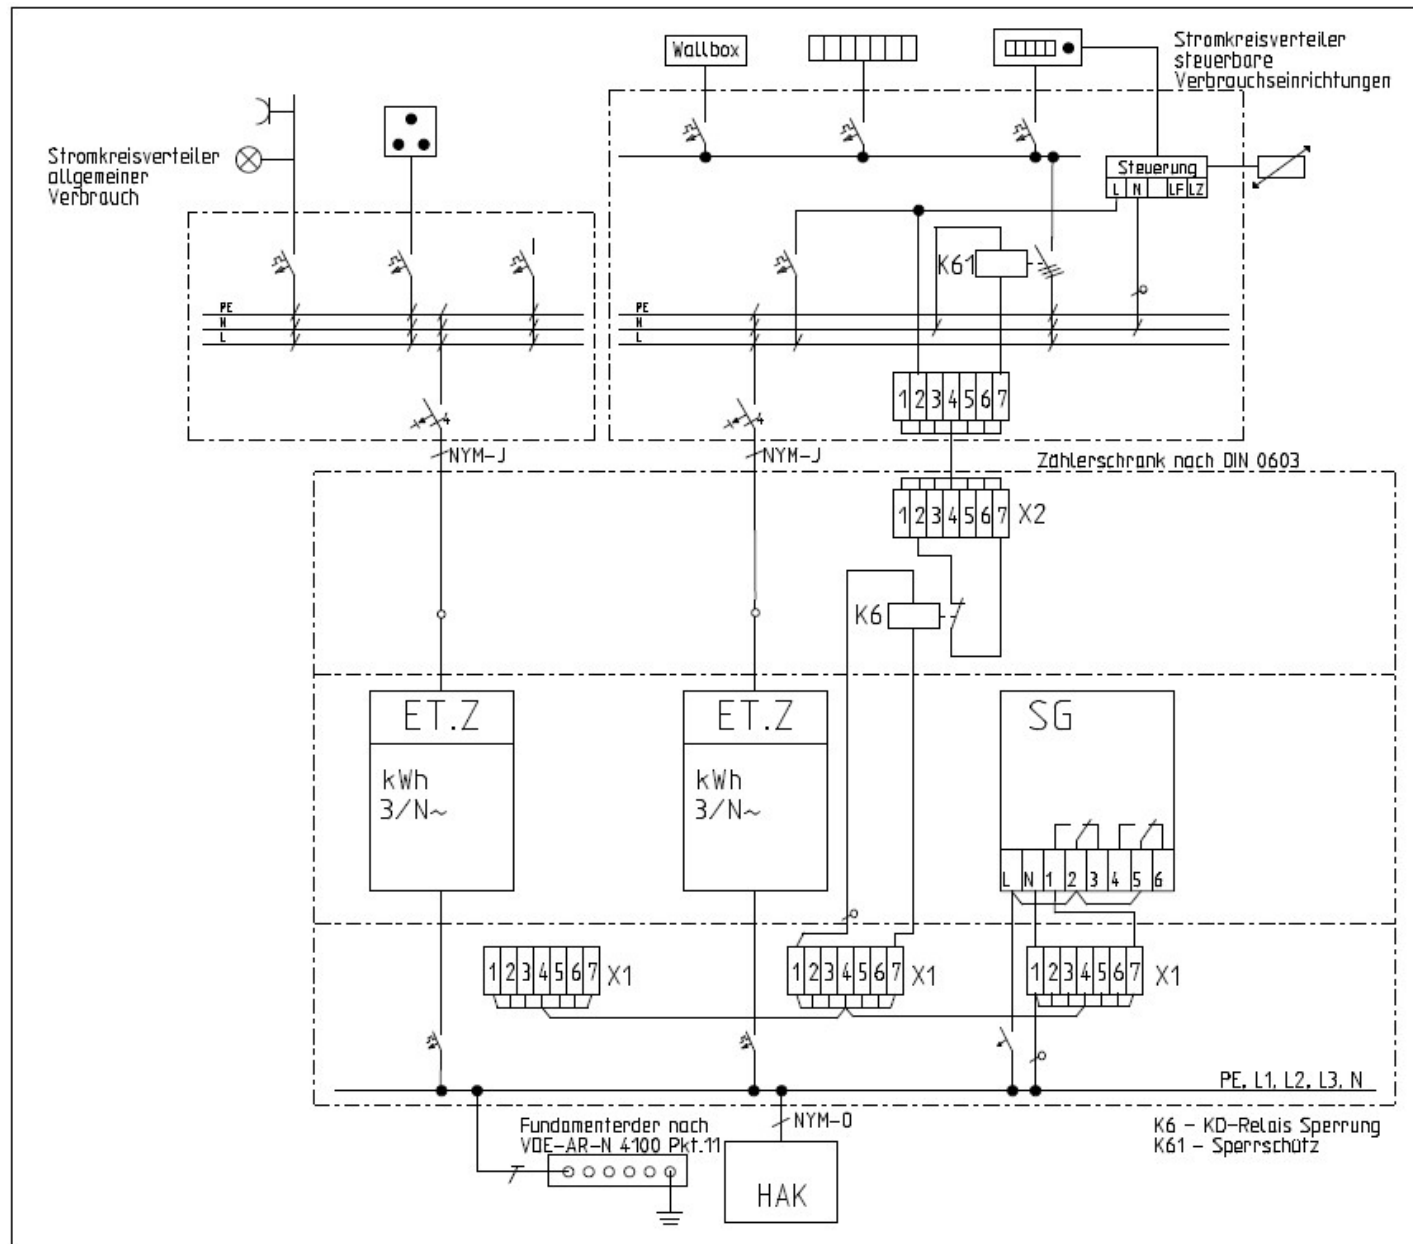 Wallbox
Stromkreisverteiler
steuerbare
Verbrauchseinrichtungen
Stromkreisverteiler
allgemeiner
Verbrauch
Steuerung
L N LF LZ
K61
PE
N
L
PE
N
L
1 2 3 4 5 6 7
4
4
NYM-J
NYM-J
Zählerschrank nach DIN 0603
1 2 3 4 5 6 7 X2
K6
ET.Z
kWh
3/N~
ET.Z
kWh
3/N~
SG
L N 1 2 3 4 5 6
1 2 3 4 5 6 7 X1
1 2 3 4 5 6 7 X1
1 2 3 4 5 6 7 X1
PE, L1, L2, L3, N
Fundamenterder nach
VDE-AR-N 4100 Pkt.11
NYM-O
HAK
K6 - KD-Relais Sperrung
K61 - Sperrschütz